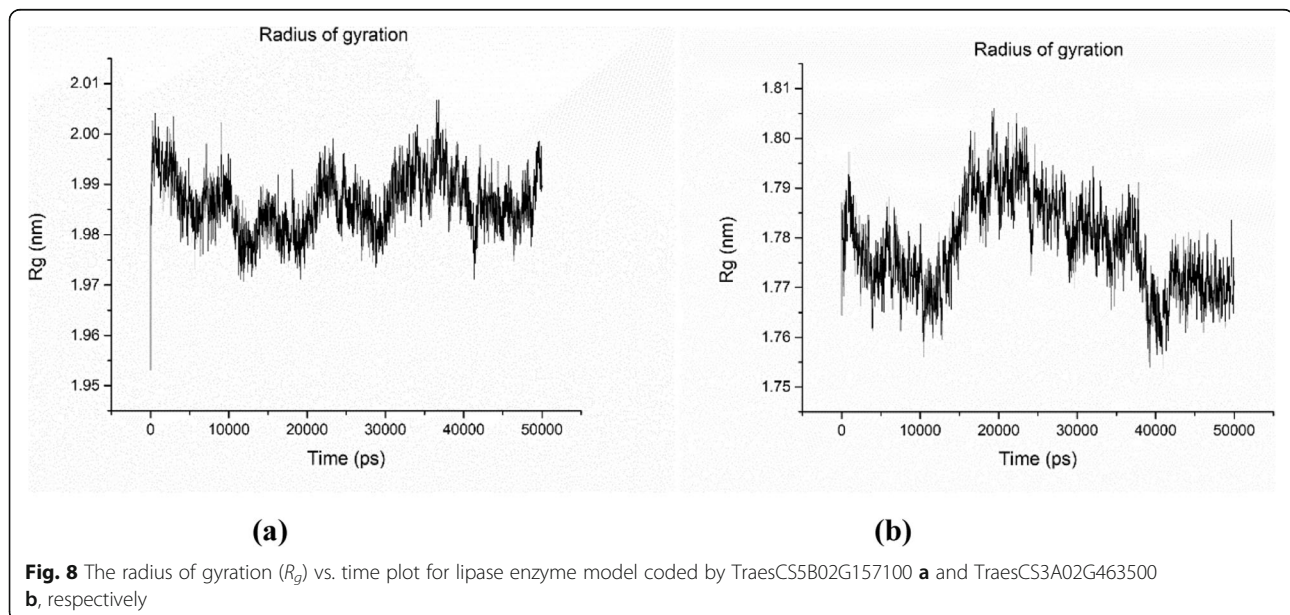 Radius of gyration
2.01
2.00
1.99
1.98
1.97
1.96
1.95
Rg (nm)
0 10000 20000 30000 40000 50000
Time (ps)
(a)
Radius of gyration
1.81
1.80
1.79
1.78
1.77
1.76
1.75
Rg (nm)
0 10000 20000 30000 40000 50000
Time (ps)
(b)
Fig. 8 The radius of gyration (Rg) vs. time plot for lipase enzyme model coded by TraesCS5B02G157100 a and TraesCS3A02G463500
b, respectively